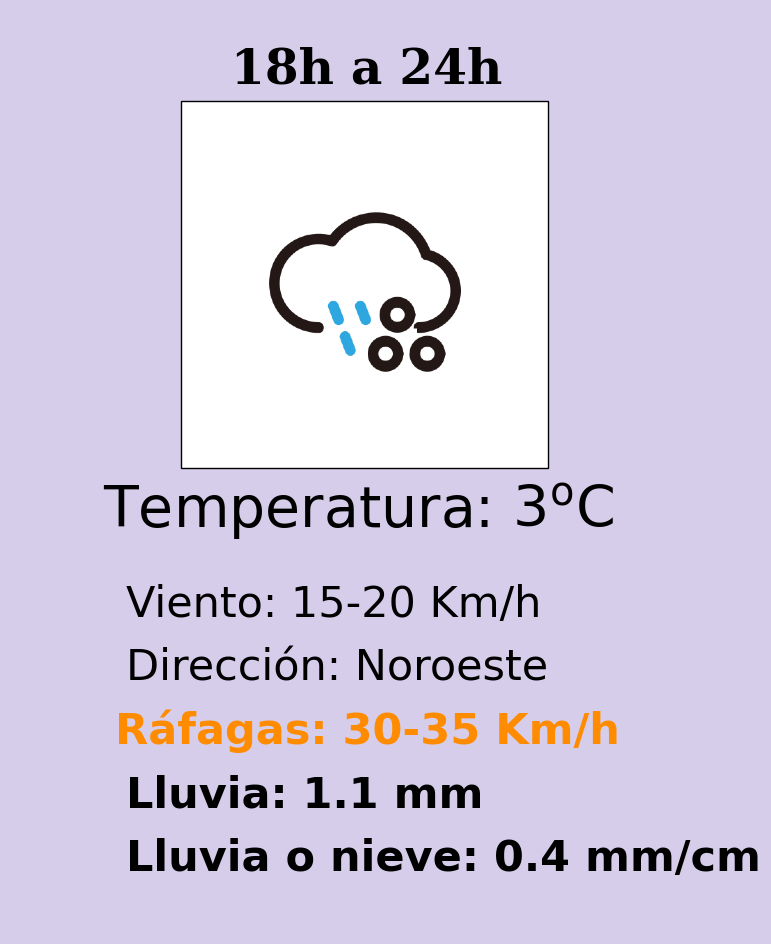 18h a 24h
Temperatura: 3ºC
Viento: 15-20 Km/h
Dirección: Noroeste
Ráfagas: 30-35 Km/h
Lluvia: 1.1 mm
Lluvia o nieve: 0.4 mm/cm